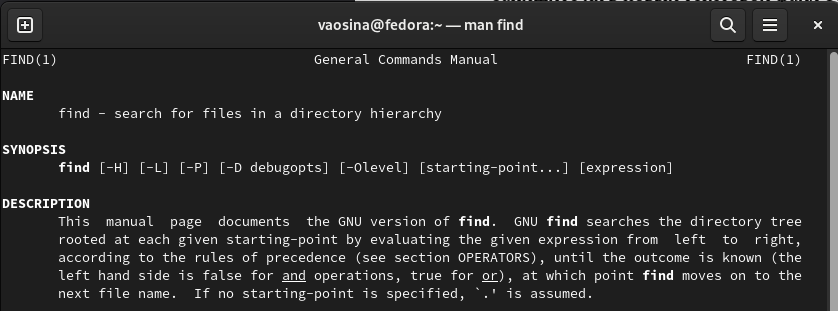 vaosina@fedora:~ — man find
FIND(1) General Commands Manual FIND(1)
NAME
find - search for files in a directory hierarchy
SYNOPSIS
find [-H] [-L] [-P] [-D debugopts] [-Olevel] [starting-point...] [expression]
DESCRIPTION
This manual page documents the GNU version of find. GNU find searches the directory tree
rooted at each given starting-point by evaluating the given expression from left to right,
according to the rules of precedence (see section OPERATORS), until the outcome is known (the
left hand side is false for and operations, true for or), at which point find moves on to the
next file name. If no starting-point is specified, `.' is assumed.